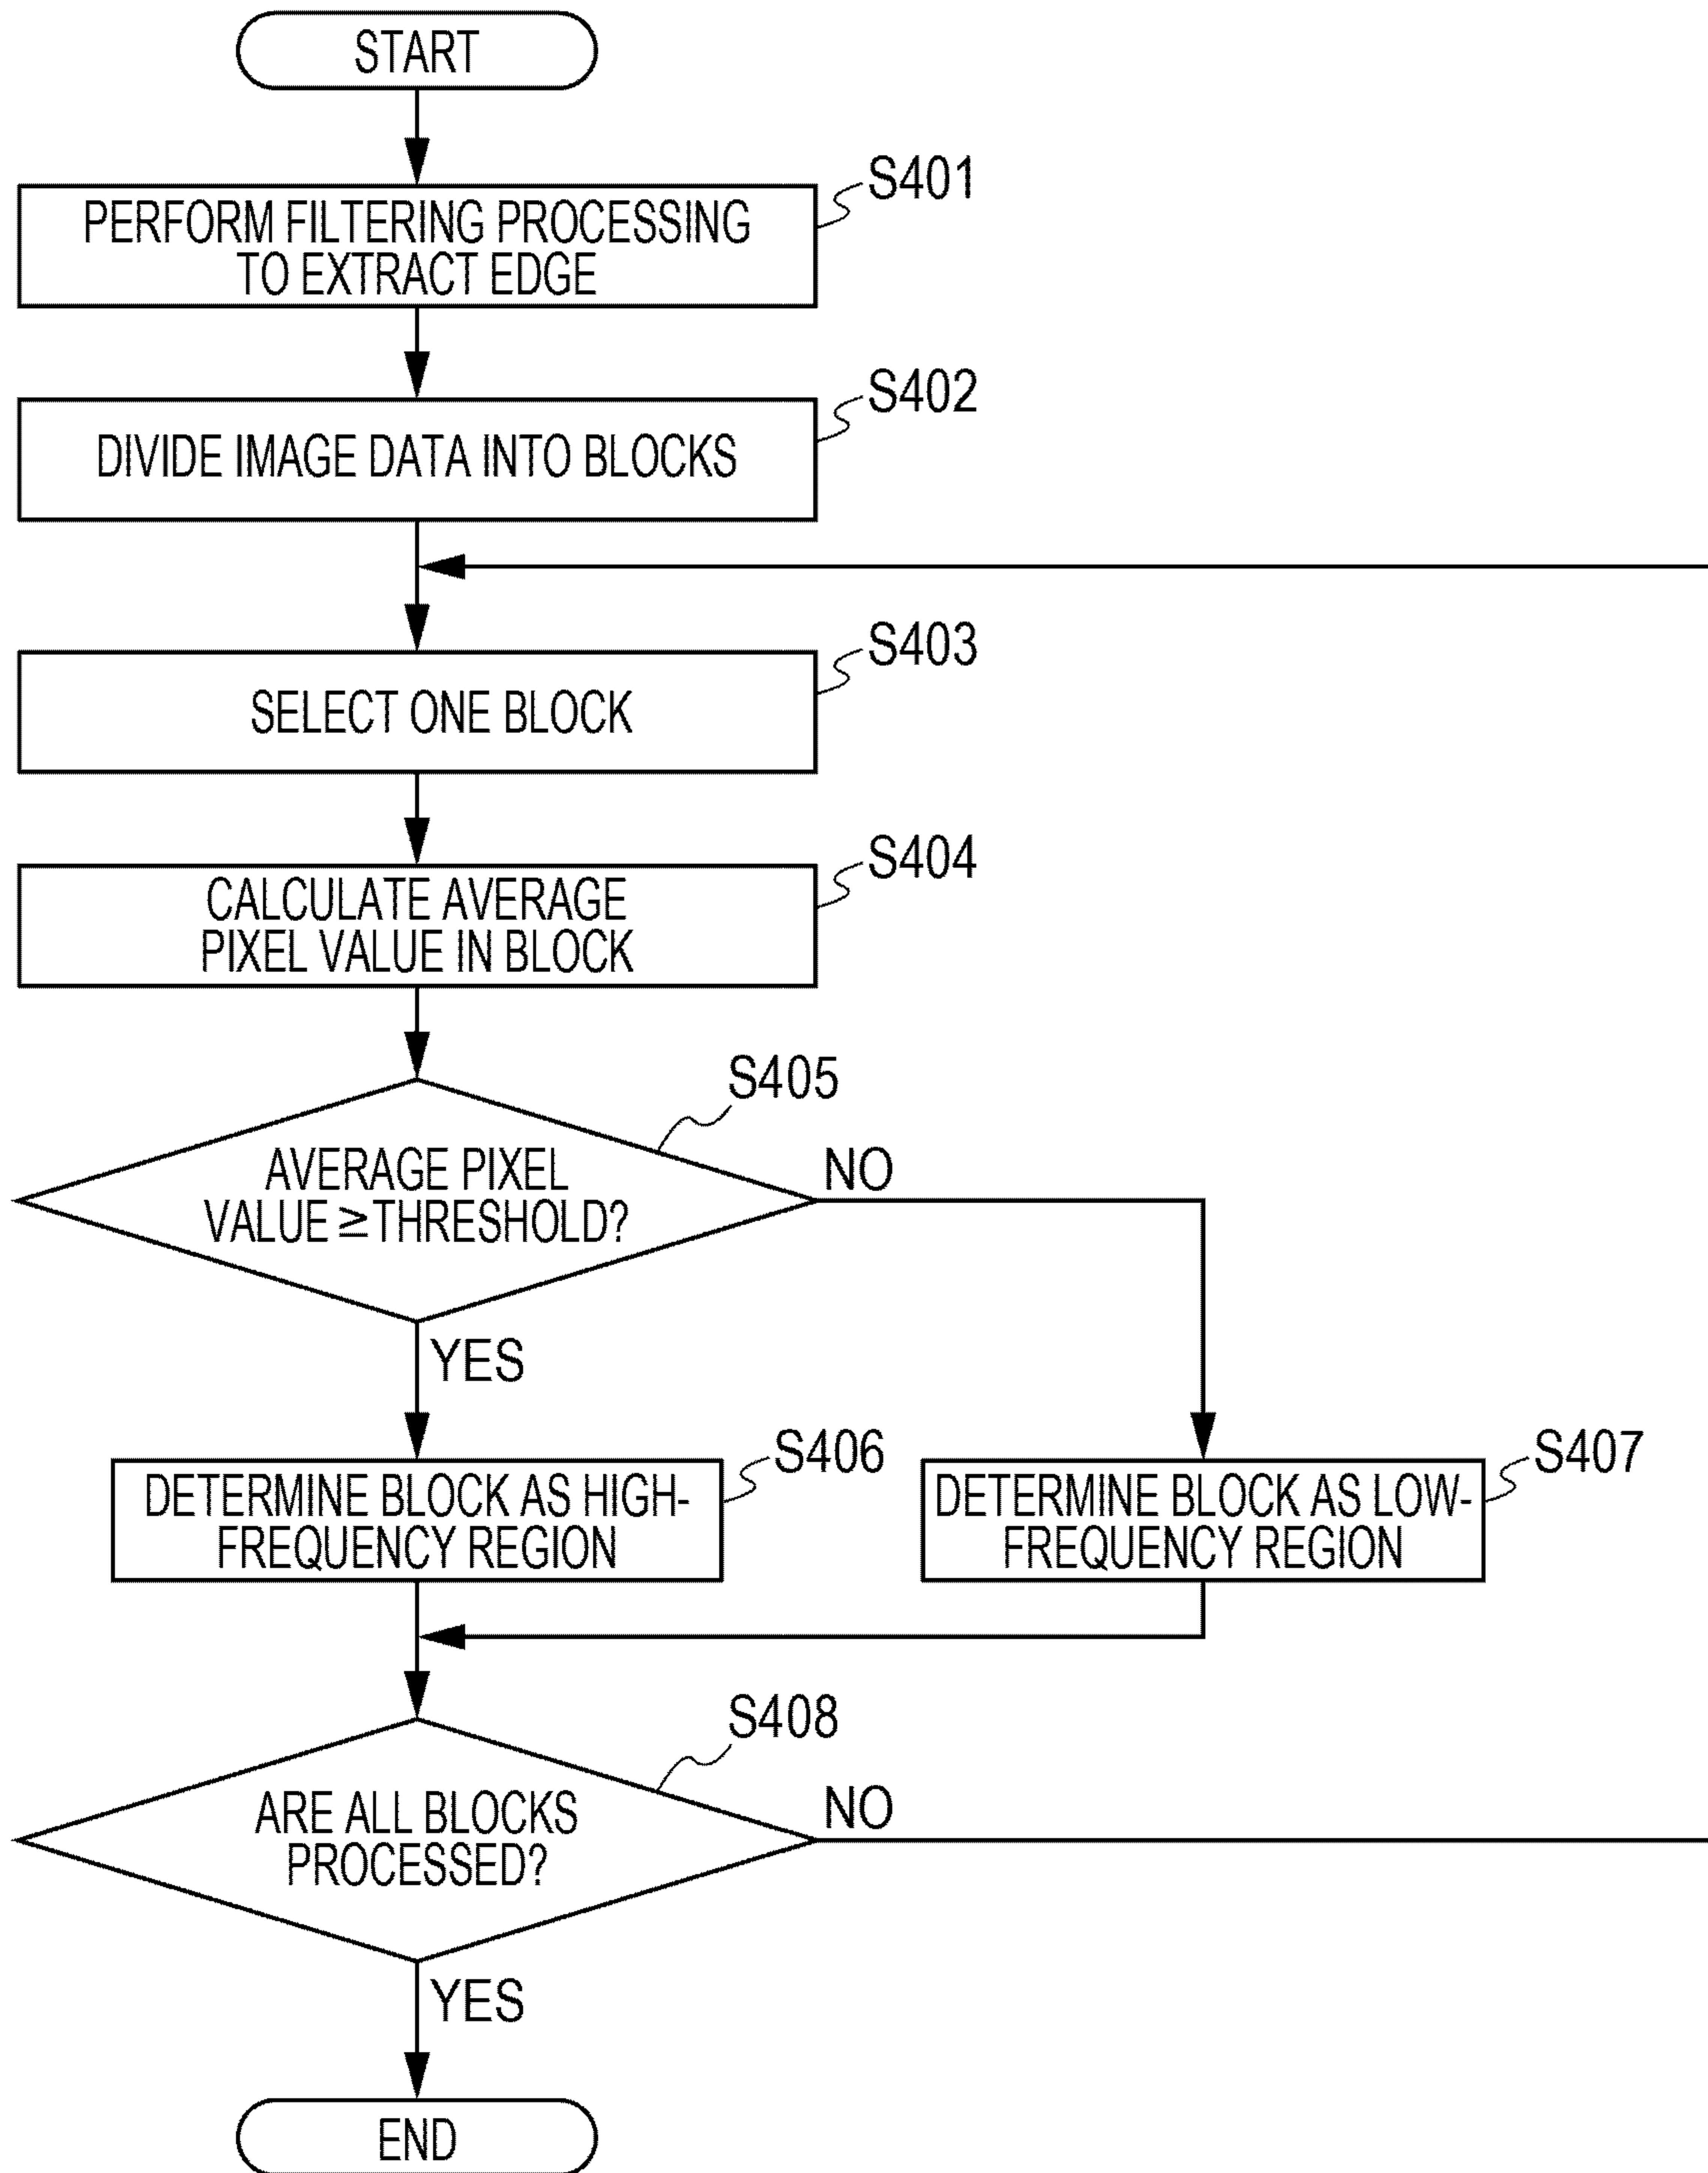 START
S401
PERFORM FILTERING PROCESSING
TO EXTRACT EDGE
S402
DIVIDE IMAGE DATA INTO BLOCKS
S403
SELECT ONE BLOCK
S404
CALCULATE AVERAGE
PIXEL VALUE IN BLOCK
S405
AVERAGE PIXEL
VALUE ≧ THRESHOLD?
NO
YES
S406
DETERMINE BLOCK AS HIGH-
FREQUENCY REGION
S407
DETERMINE BLOCK AS LOW-
FREQUENCY REGION
S408
ARE ALL BLOCKS
PROCESSED?
NO
YES
END